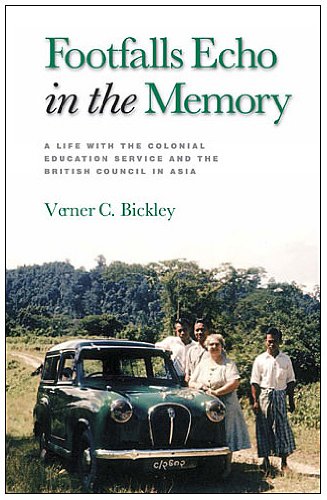 Footfalls Echo
in the Memory
A LIFE WITH THE COLONIAL
EDUCATION SERVICE AND THE
BRITISH COUNCIL IN ASIA
Verner C. Bickley